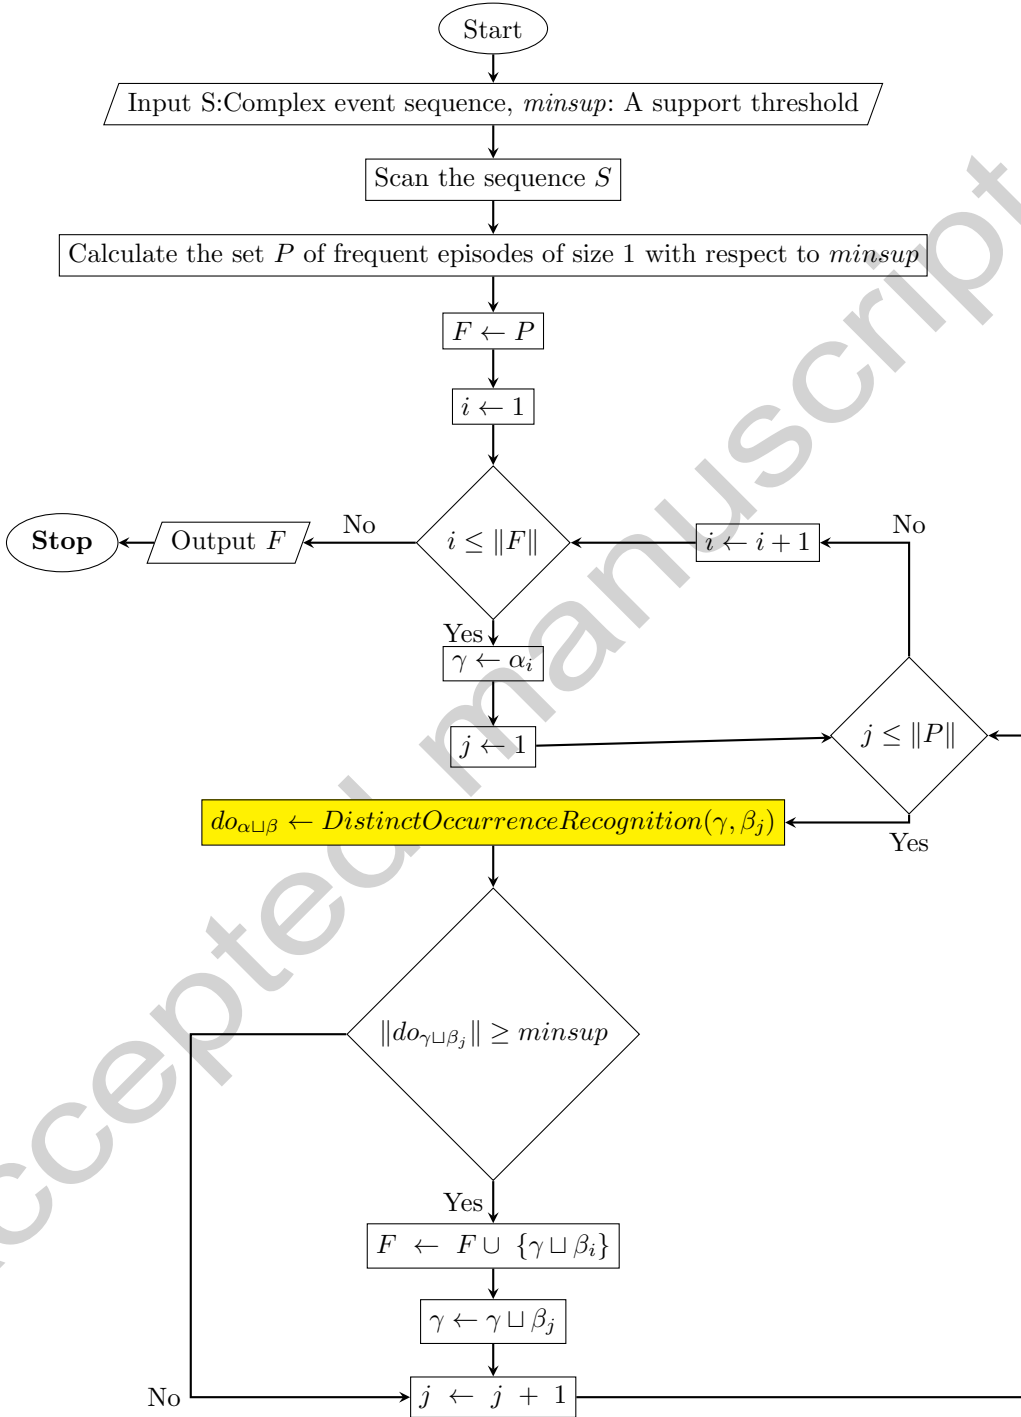 Start
Input S:Complex event sequence, minsup: A support threshold
Scan the sequence S
Calculate the set P of frequent episodes of size 1 with respect to minsup
F ← P
i ← 1
Stop
Output F
No
i ≤ ‖F‖
i ← i + 1
No
Yes
γ ← α_i
j ← 1
j ≤ ‖P‖
do_{α⊔β} ← DistinctOccurrenceRecognition(γ, β_j)
Yes
‖do_{γ⊔β_j}‖ ≥ minsup
Yes
F ← F ∪ {γ ⊔ β_i}
γ ← γ ⊔ β_j
No
j ← j + 1
accepted manuscript